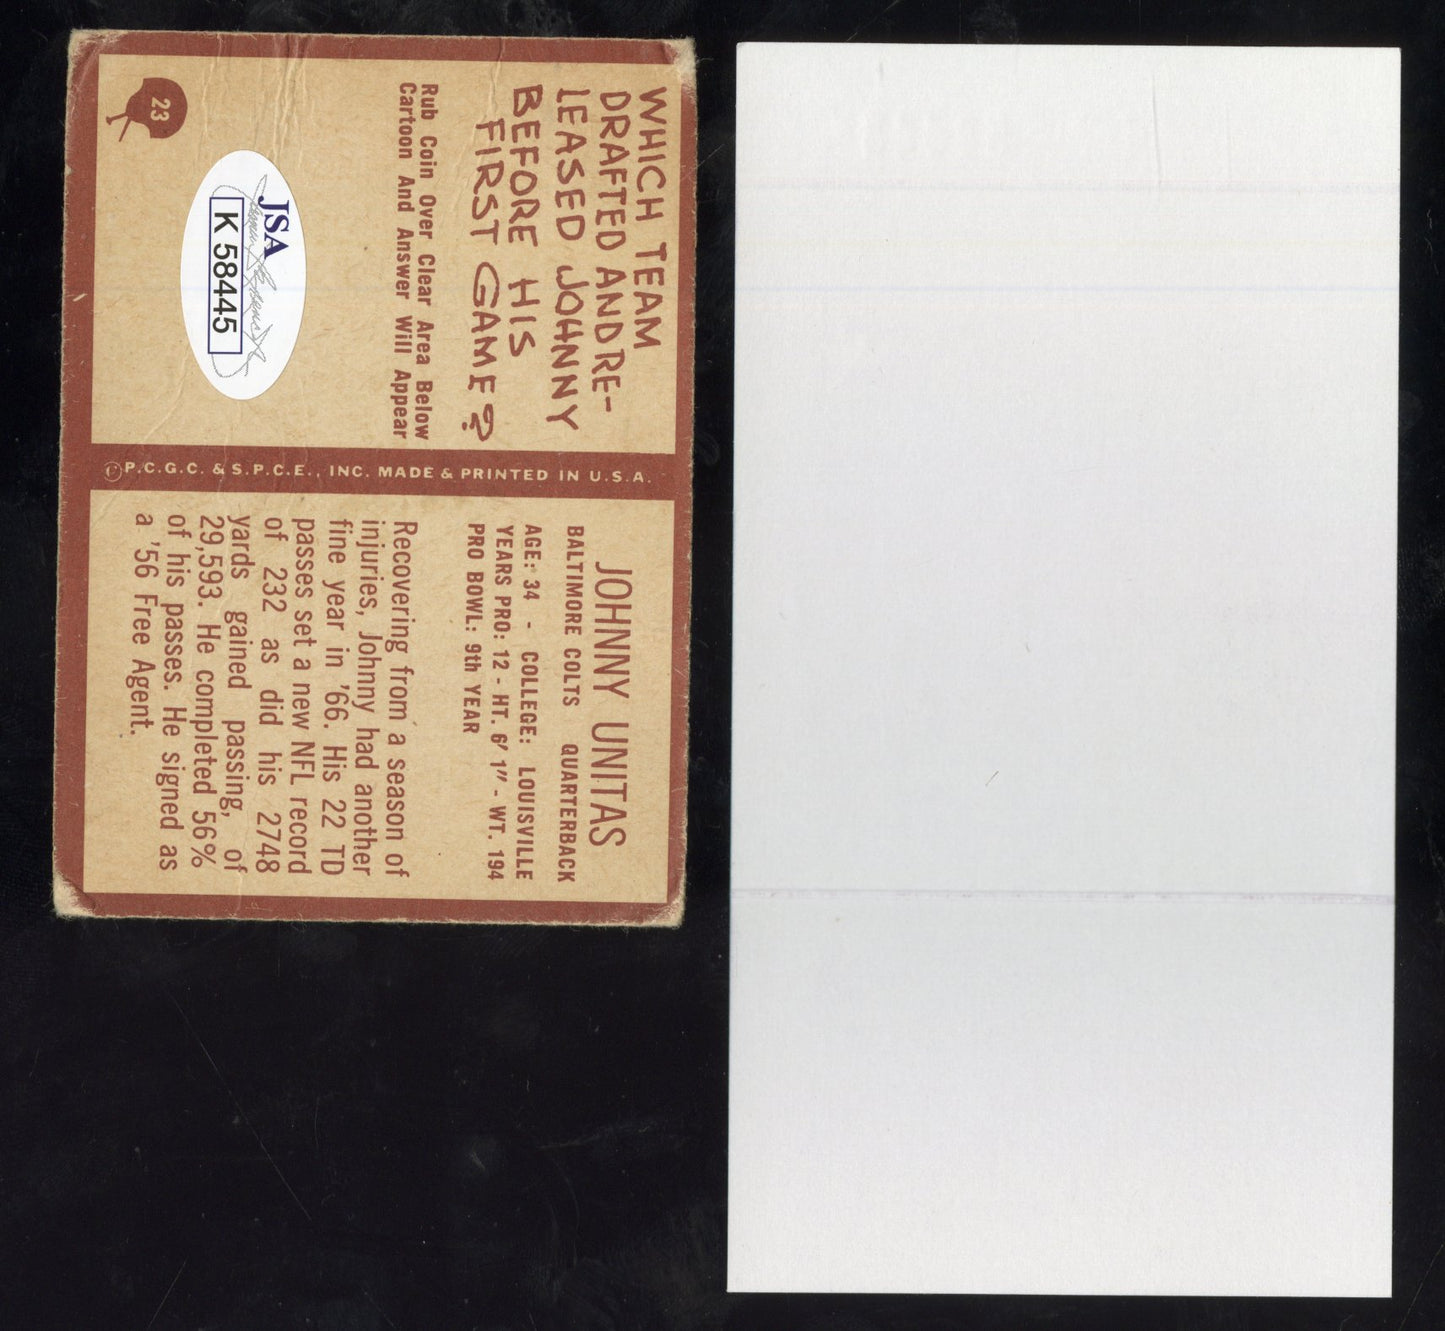 23
WHICH TEAM
DRAFTED AND RE-
LEASED JOHNNY
BEFORE HIS
FIRST GAME?
Rub Coin Over Clear Area Below
Cartoon And Answer Will Appear
JSA
K 58445
©P.C.G.C. & S.P.C.E., INC. MADE & PRINTED IN U.S.A.
JOHNNY UNITAS
BALTIMORE COLTS QUARTERBACK
AGE: 34 - COLLEGE: LOUISVILLE
YEARS PRO: 12 - HT. 6' 1" - WT. 194
PRO BOWL: 9th YEAR
Recovering from a season of
injuries, Johnny had another
fine year in '66. His 22 TD
passes set a new NFL record
of 232 as did his 2748
yards gained passing, of
29,593. He completed 56%
of his passes. He signed as
a '56 Free Agent.